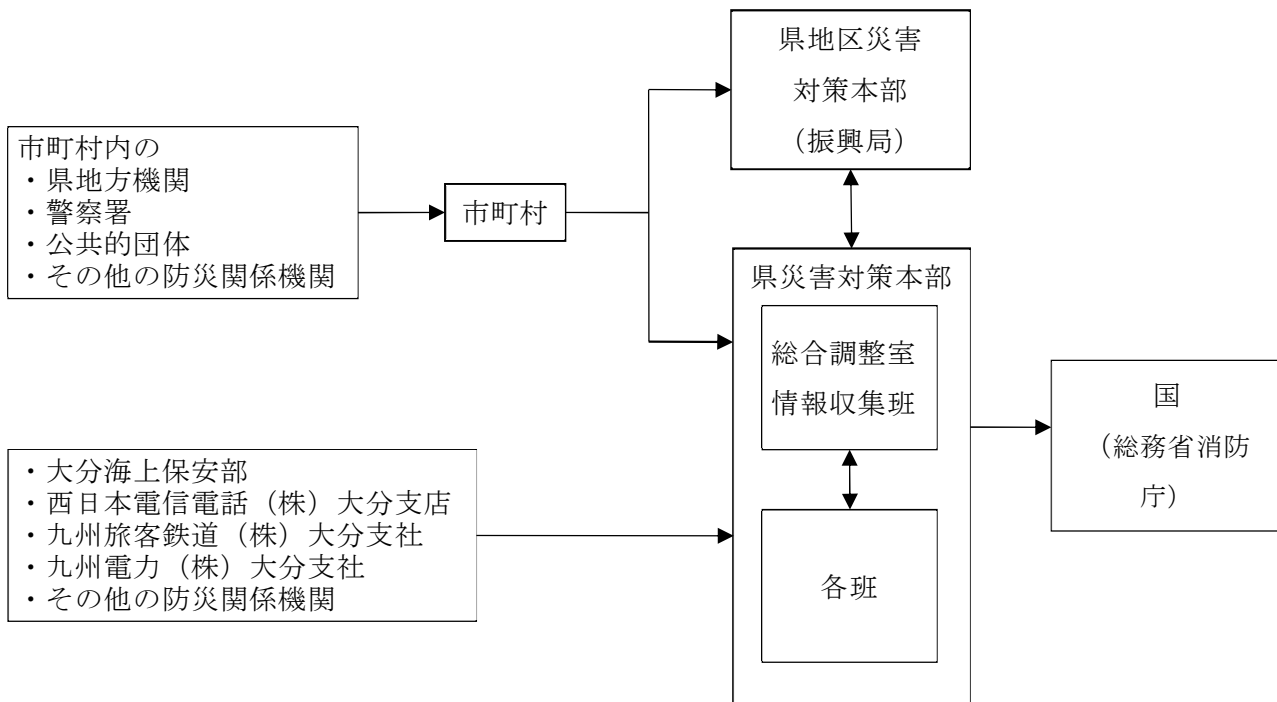 県地区災害
対策本部
（振興局）
市町村内の
・県地方機関
・警察署
・公共的団体
・その他の防災関係機関
市町村
県災害対策本部
総合調整室
情報収集班
国
（総務省消防
庁）
・大分海上保安部
・西日本電信電話（株）大分支店
・九州旅客鉄道（株）大分支社
・九州電力（株）大分支社
・その他の防災関係機関
各班